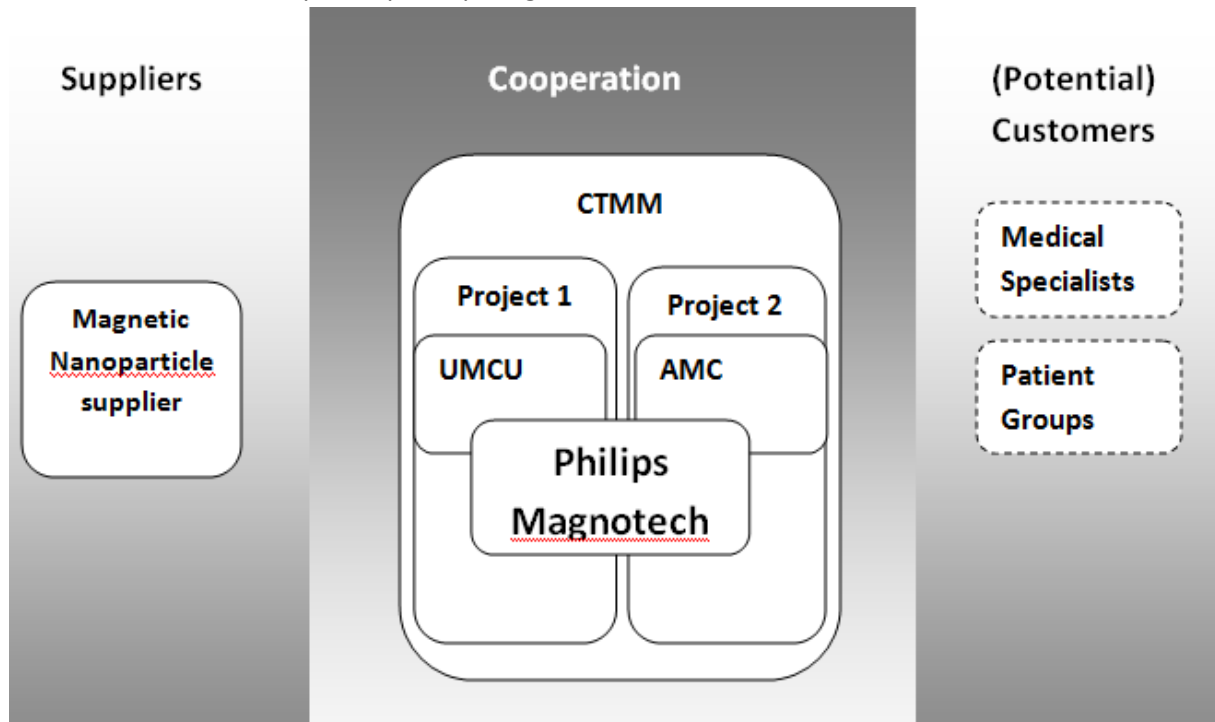 Suppliers
Cooperation
(Potential)
Customers
CTMM
Medical
Specialists
Project 1
Project 2
Magnetic
Nanoparticle
supplier
UMCU
AMC
Patient
Groups
Philips
Magnotech